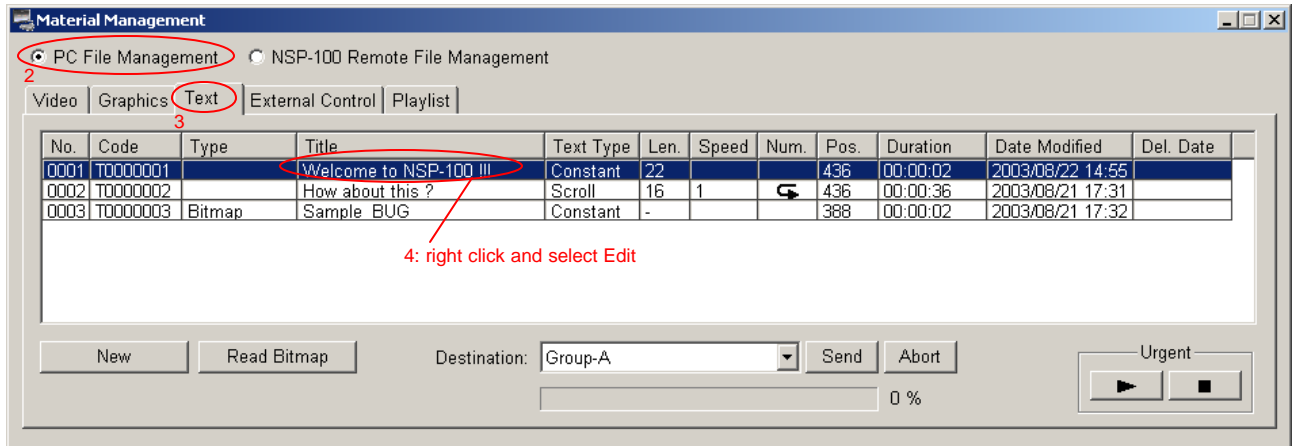 Material Management
PC File Management NSP-100 Remote File Management
2
Video Graphics Text External Control Playlist
3
No. Code Type Title Text Type Len. Speed Num. Pos. Duration Date Modified Del. Date
0001 T0000001 Welcome to NSP-100 !!! Constant 22 436 00:00:02 2003/08/22 14:55
0002 T0000002 How about this ? Scroll 16 1 436 00:00:36 2003/08/21 17:31
0003 T0000003 Bitmap Sample BUG Constant - 388 00:00:02 2003/08/21 17:32
4: right click and select Edit
New Read Bitmap Destination: Group-A Send Abort Urgent
0 %